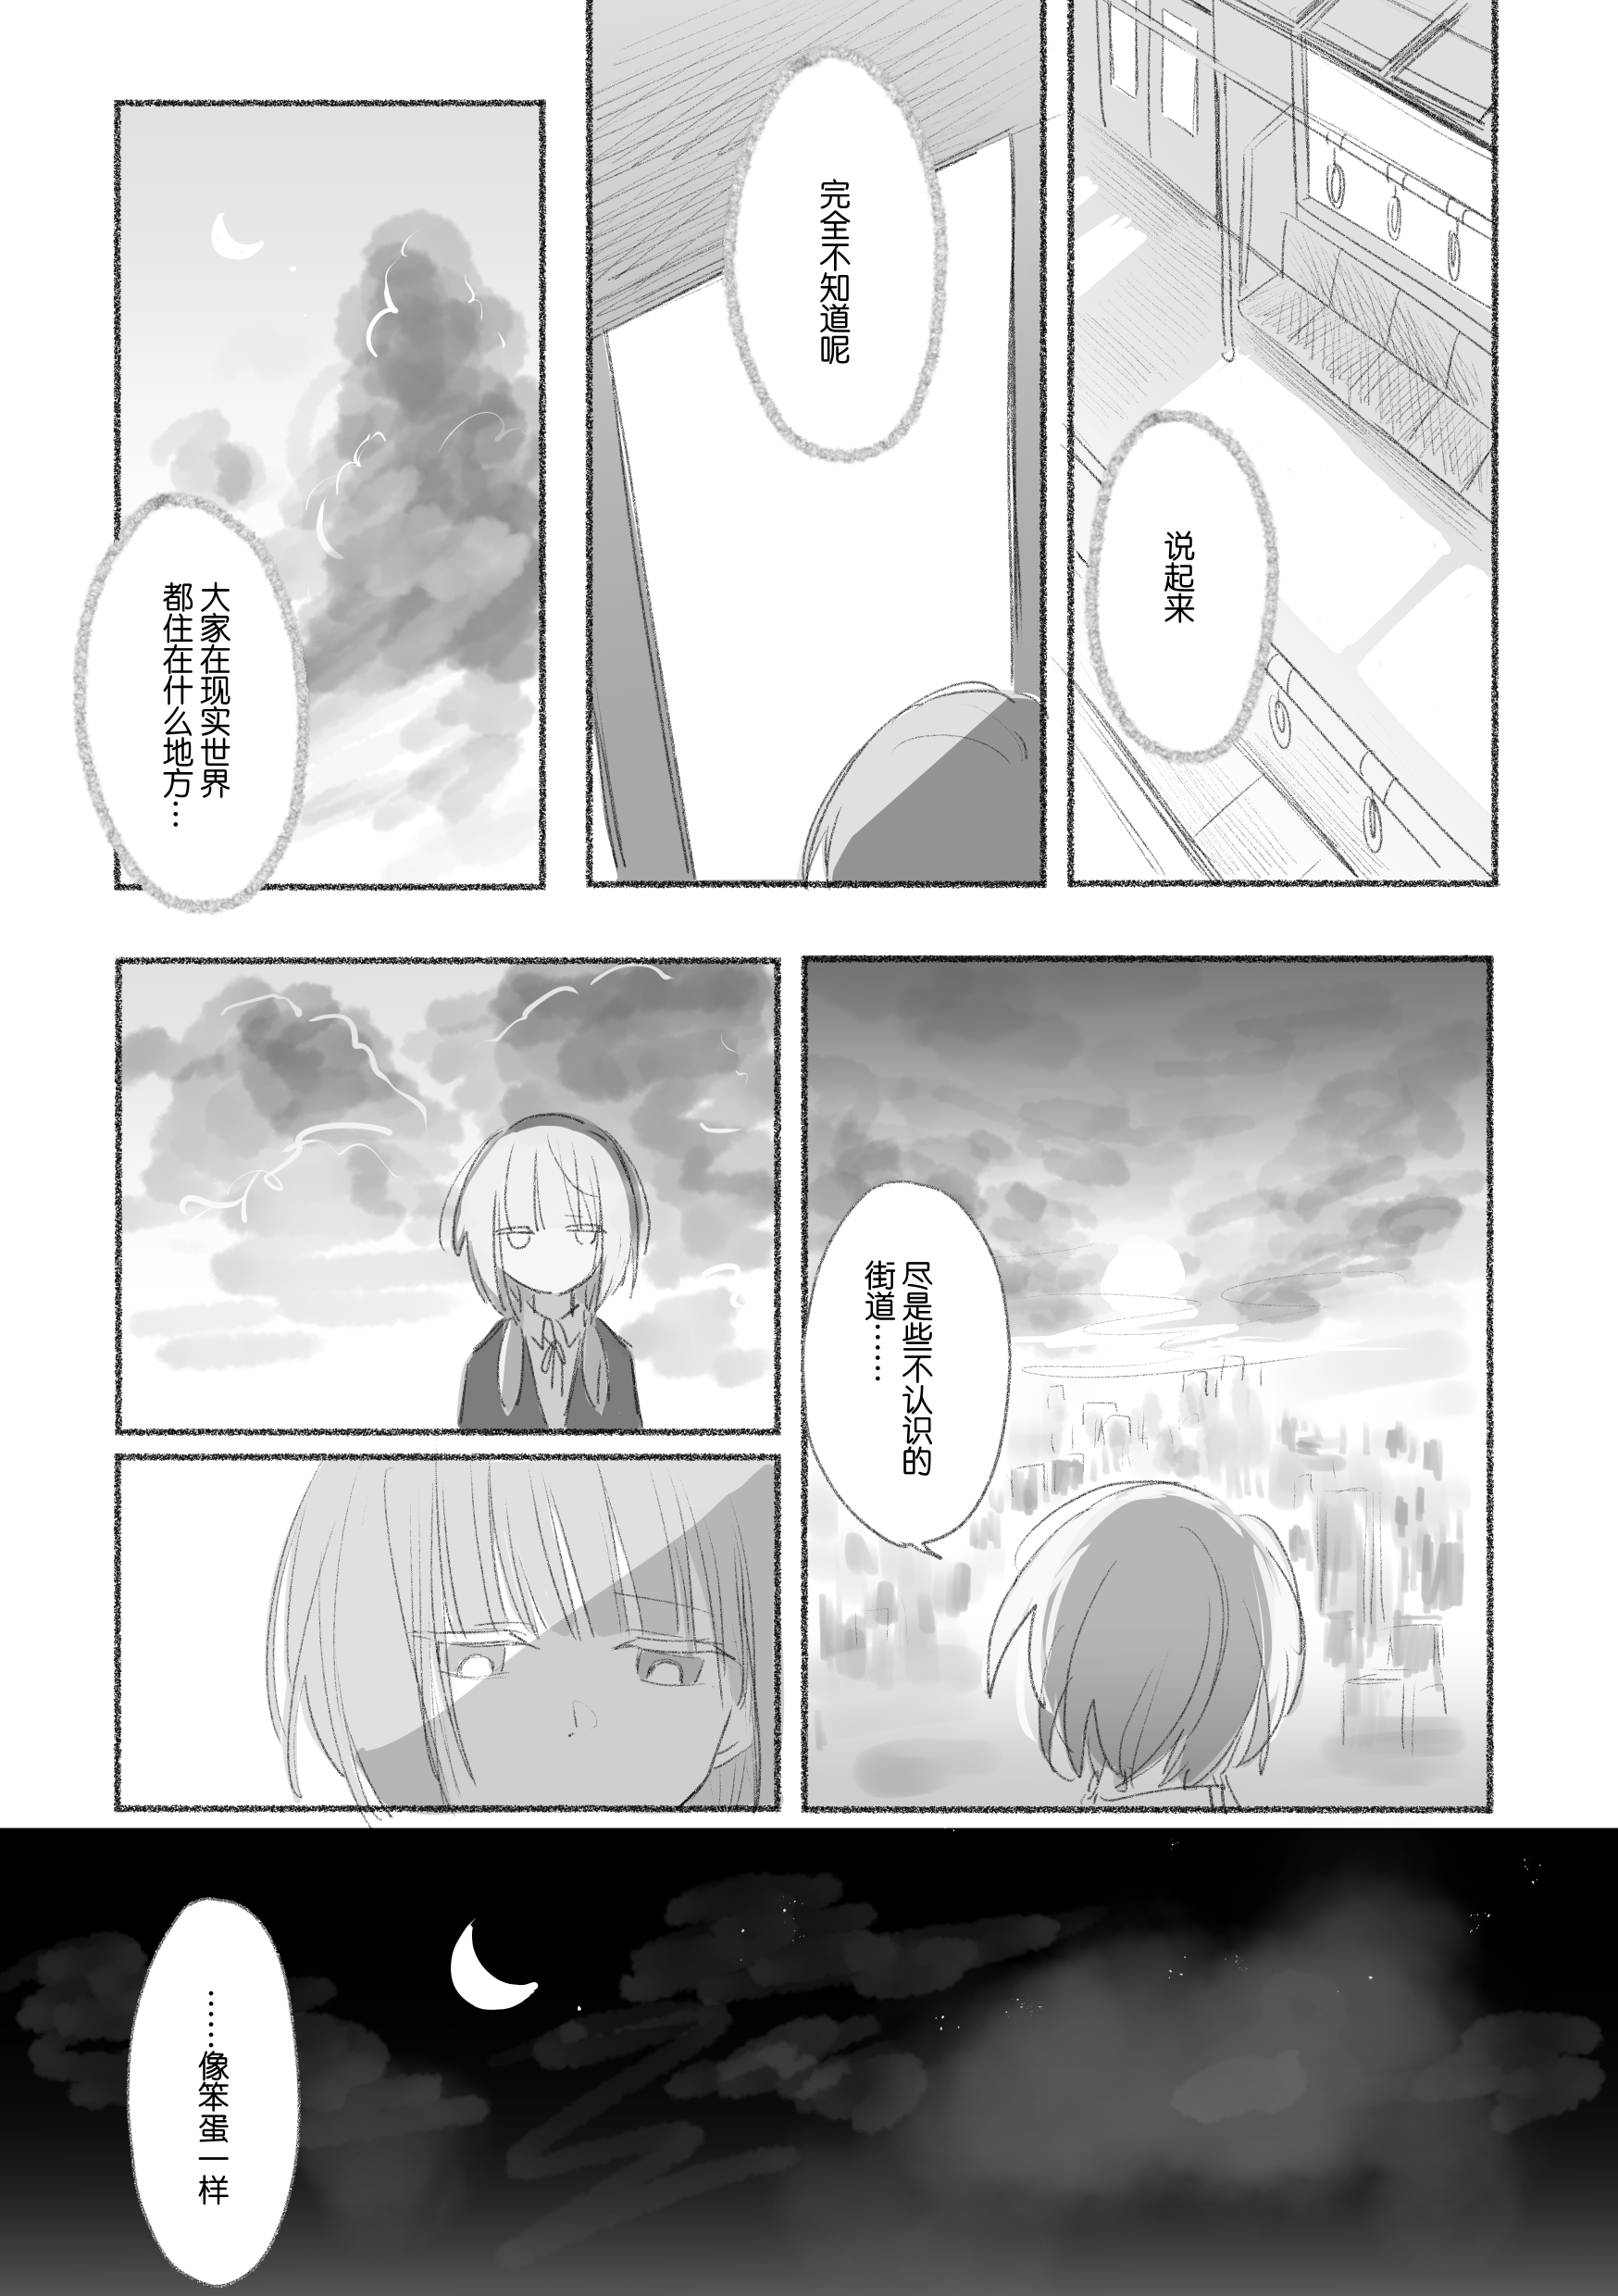 说起来
完全不知道呢
大家在现实世界
都住在什么地方…
尽是些不认识的
街道……
……像笨蛋一样